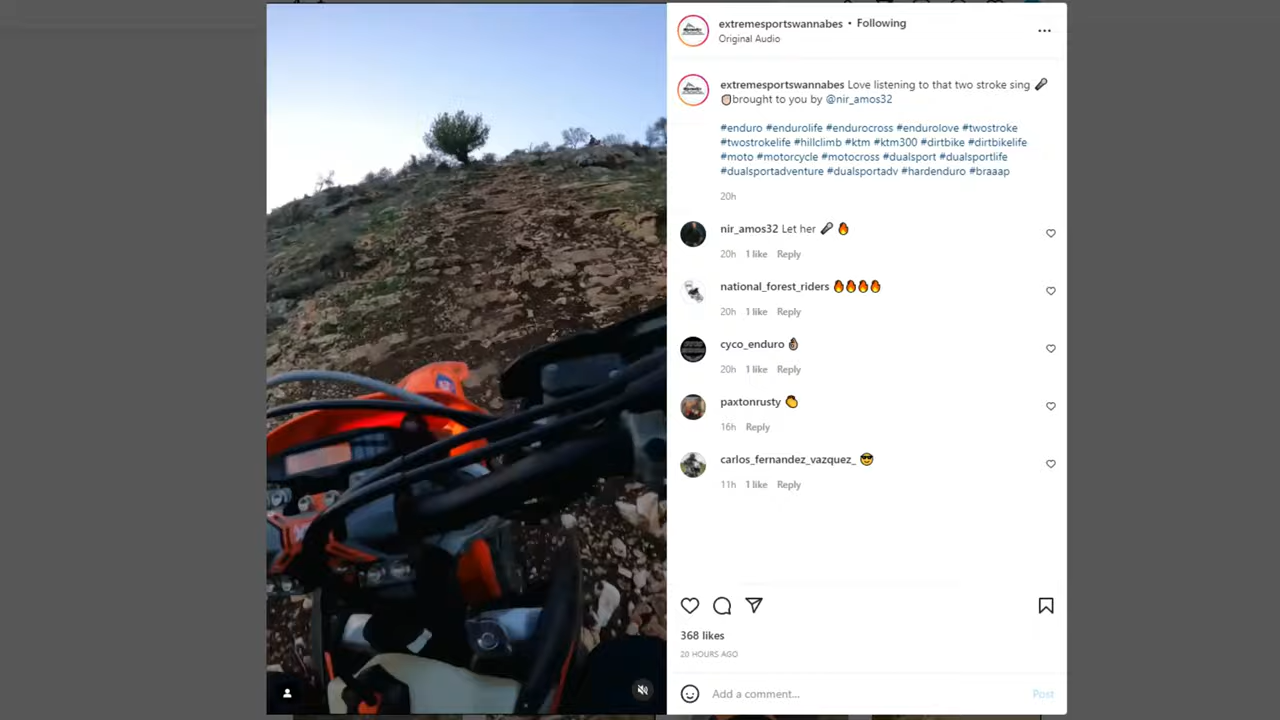 extremesportswannabes • Following
Original Audio
extremesportswannabes Love listening to that two stroke sing 🎤
brought to you by @nir_amos32
#enduro #endurolife #endurocross #endurolove #twostroke
#twostrokelife #hillclimb #ktm #ktm300 #dirtbike #dirtbikelife
#moto #motorcycle #motocross #dualsport #dualsportlife
#dualsportadventure #dualsportadv #hardenduro #braaap
20h
nir_amos32 Let her 🎤 🔥
20h 1 like Reply
national_forest_riders 🔥🔥🔥🔥
20h 1 like Reply
cyco_enduro 👌🏽
20h 1 like Reply
paxtonrusty 👏
16h Reply
carlos_fernandez_vazquez_ 😎
11h 1 like Reply
368 likes
20 HOURS AGO
Add a comment...
Post